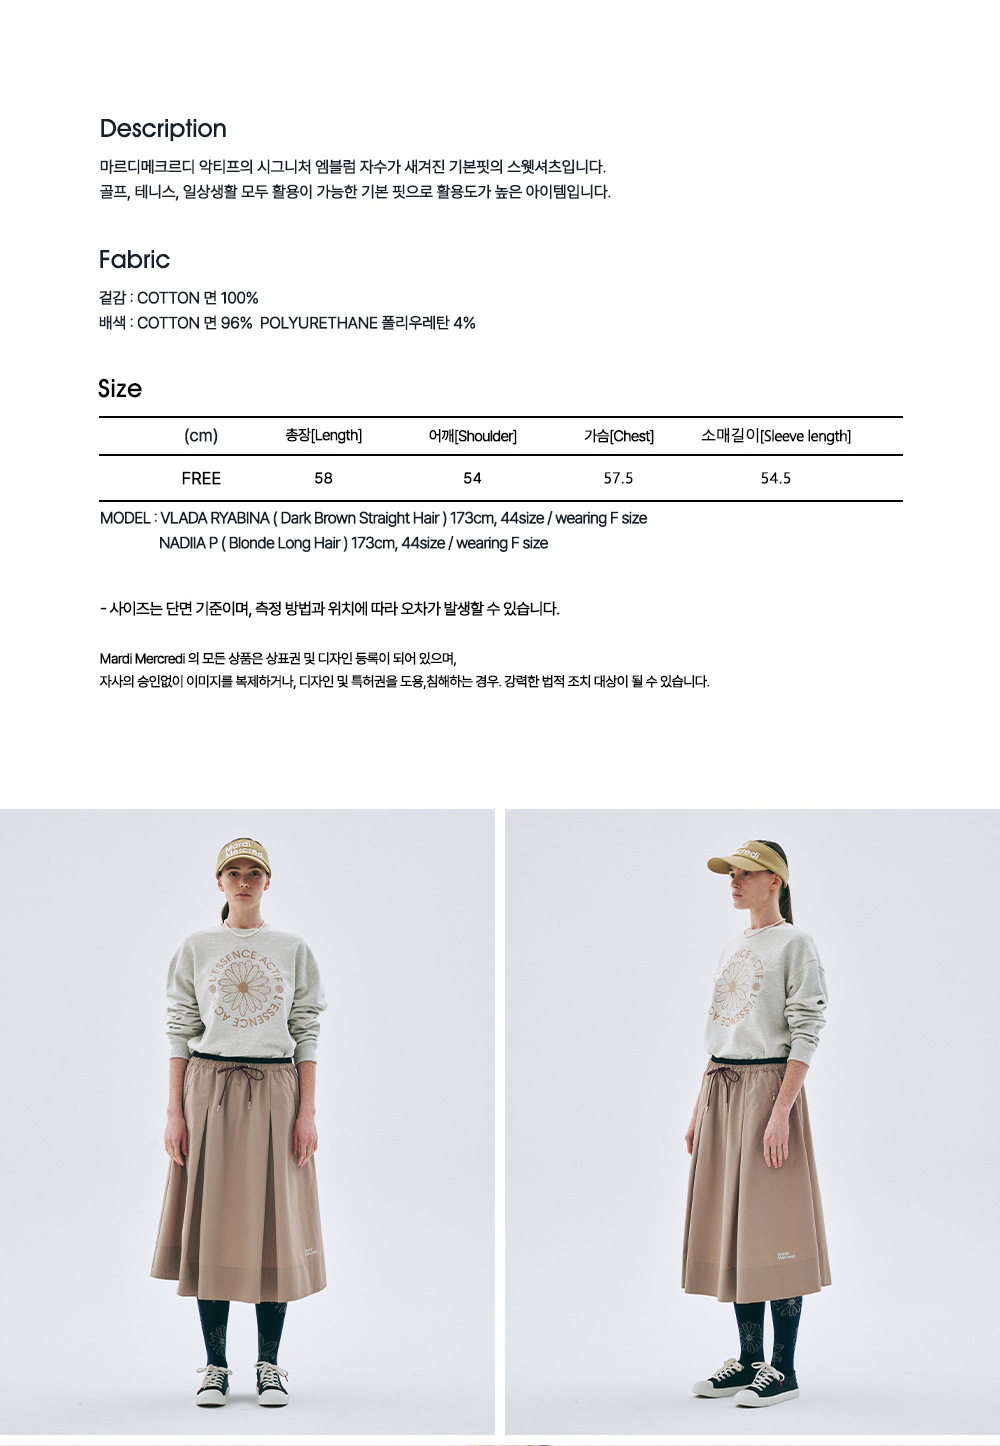 Description
마르디메크르디 악티프의 시그니처 엠블럼 자수가 새겨진 기본핏의 스웻셔츠입니다.
골프, 테니스, 일상생활 모두 활용이 가능한 기본 핏으로 활용도가 높은 아이템입니다.
Fabric
겉감 : COTTON 면 100%
배색 : COTTON 면 96% POLYURETHANE 폴리우레탄 4%
Size
(cm) 총장[Length] 어깨[Shoulder] 가슴[Chest] 소매길이[Sleeve length]
FREE 58 54 57.5 54.5
MODEL : VLADA RYABINA ( Dark Brown Straight Hair ) 173cm, 44size / wearing F size
NADIIA P ( Blonde Long Hair ) 173cm, 44size / wearing F size
- 사이즈는 단면 기준이며, 측정 방법과 위치에 따라 오차가 발생할 수 있습니다.
Mardi Mercredi 의 모든 상품은 상표권 및 디자인 등록이 되어 있으며,
자사의 승인없이 이미지를 복제하거나, 디자인 및 특허권을 도용,침해하는 경우. 강력한 법적 조치 대상이 될 수 있습니다.
Mardi
Mercredi
L'ESSENCE ACTIF
L'ESSENCE AC
Mardi
Mercredi
credi
L'ESSENCE ACTIF
L'ESSENCE AC
Mardi
Mercredi